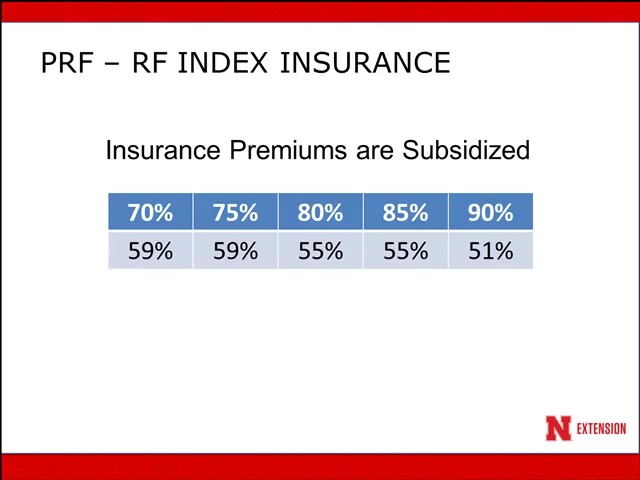 PRF – RF INDEX INSURANCE
Insurance Premiums are Subsidized
70% 75% 80% 85% 90%
59% 59% 55% 55% 51%
N EXTENSION